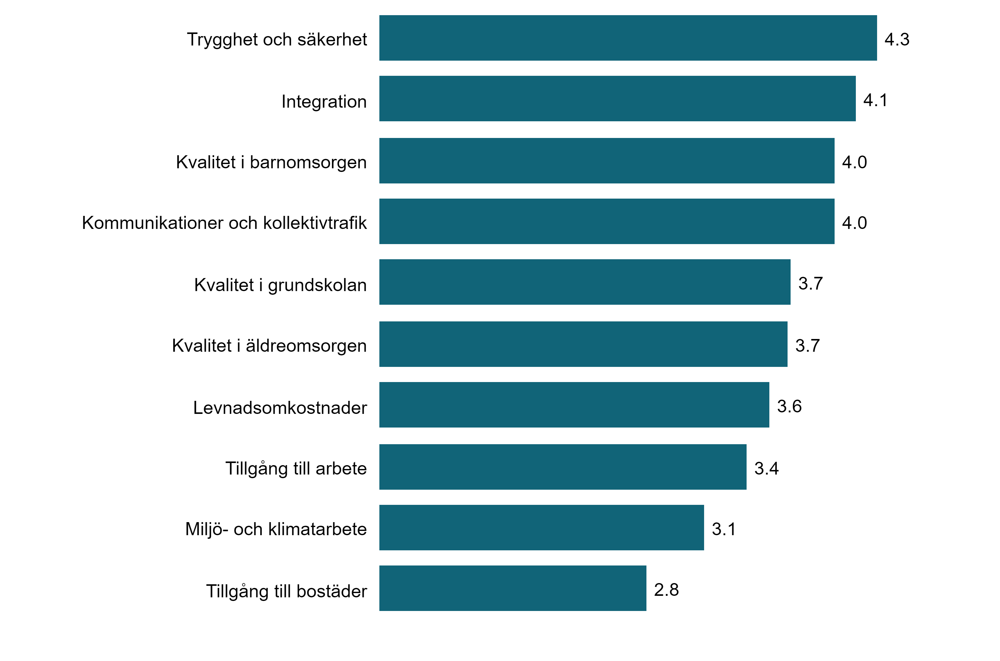 Trygghet och säkerhet 4.3
Integration 4.1
Kvalitet i barnomsorgen 4.0
Kommunikationer och kollektivtrafik 4.0
Kvalitet i grundskolan 3.7
Kvalitet i äldreomsorgen 3.7
Levnadsomkostnader 3.6
Tillgång till arbete 3.4
Miljö- och klimatarbete 3.1
Tillgång till bostäder 2.8